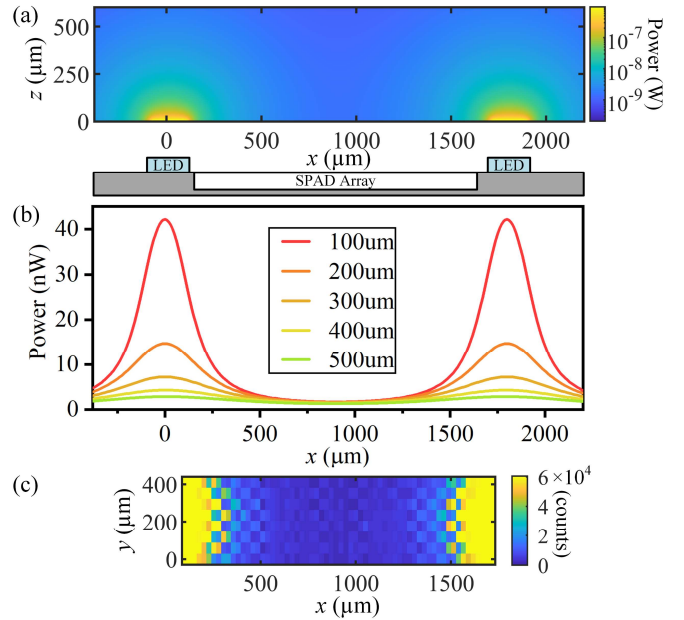 (a)
500
250
0
z (µm)
0
500
1000
1500
2000
x (µm)
10⁻⁷
10⁻⁸
10⁻⁹
Power (W)
LED
SPAD Array
LED
(b)
40
30
20
10
0
Power (nW)
100um
200um
300um
400um
500um
0
500
1000
1500
2000
x (µm)
(c)
400
200
0
y (µm)
500
1000
1500
x (µm)
6 ×10⁴
4
2
0
(counts)